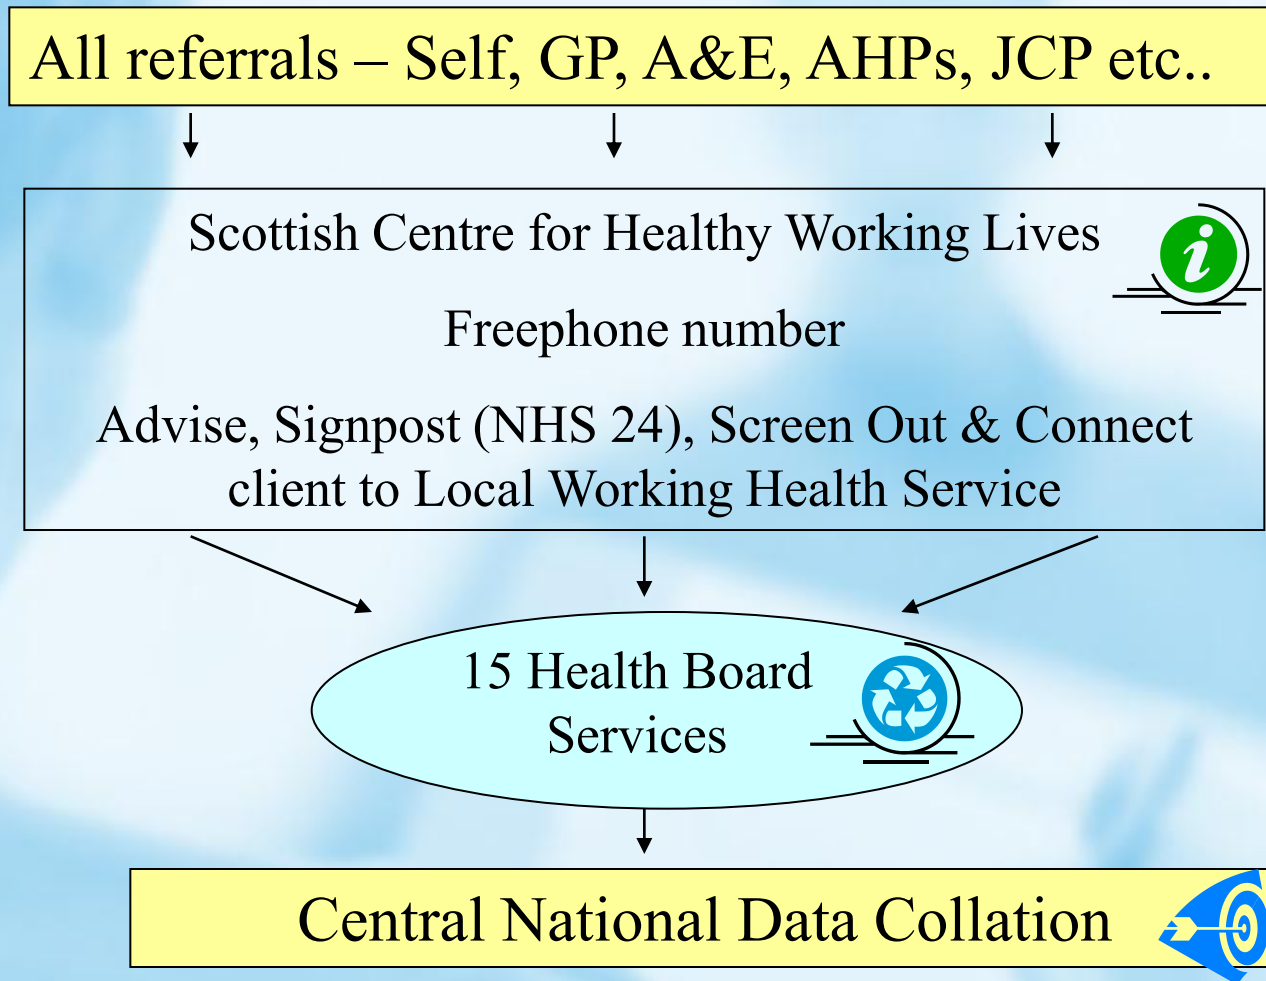 All referrals – Self, GP, A&E, AHPs, JCP etc..
Scottish Centre for Healthy Working Lives
i
Freephone number
Advise, Signpost (NHS 24), Screen Out & Connect
client to Local Working Health Service
15 Health Board
Services
Central National Data Collation